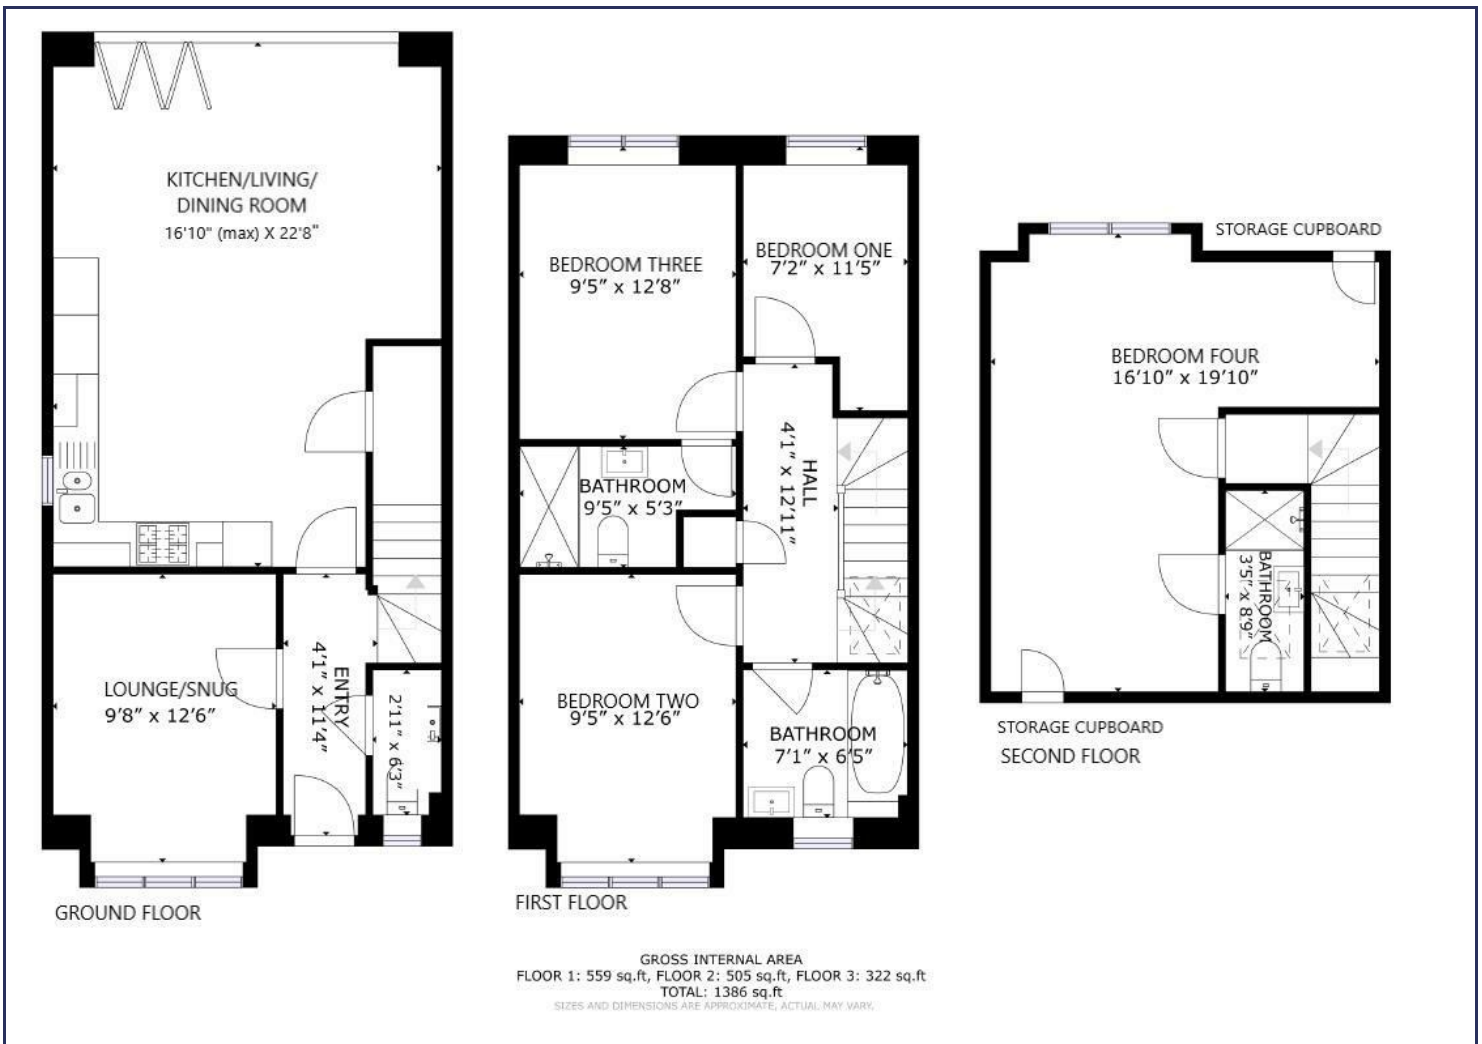 KITCHEN/LIVING/
DINING ROOM
16'10" (max) X 22'8"
LOUNGE/SNUG
9'8" x 12'6"
ENTRY
4'1" x 11'4"
2'11" x 6'3"
GROUND FLOOR
BEDROOM THREE
9'5" x 12'8"
BEDROOM ONE
7'2" x 11'5"
HALL
4'1" x 12'11"
BATHROOM
9'5" x 5'3"
BEDROOM TWO
9'5" x 12'6"
BATHROOM
7'1" x 6'5"
FIRST FLOOR
STORAGE CUPBOARD
BEDROOM FOUR
16'10" x 19'10"
BATHROOM
3'5" x 8'9"
STORAGE CUPBOARD
SECOND FLOOR
GROSS INTERNAL AREA
FLOOR 1: 559 sq.ft, FLOOR 2: 505 sq.ft, FLOOR 3: 322 sq.ft
TOTAL: 1386 sq.ft
SIZES AND DIMENSIONS ARE APPROXIMATE, ACTUAL MAY VARY.